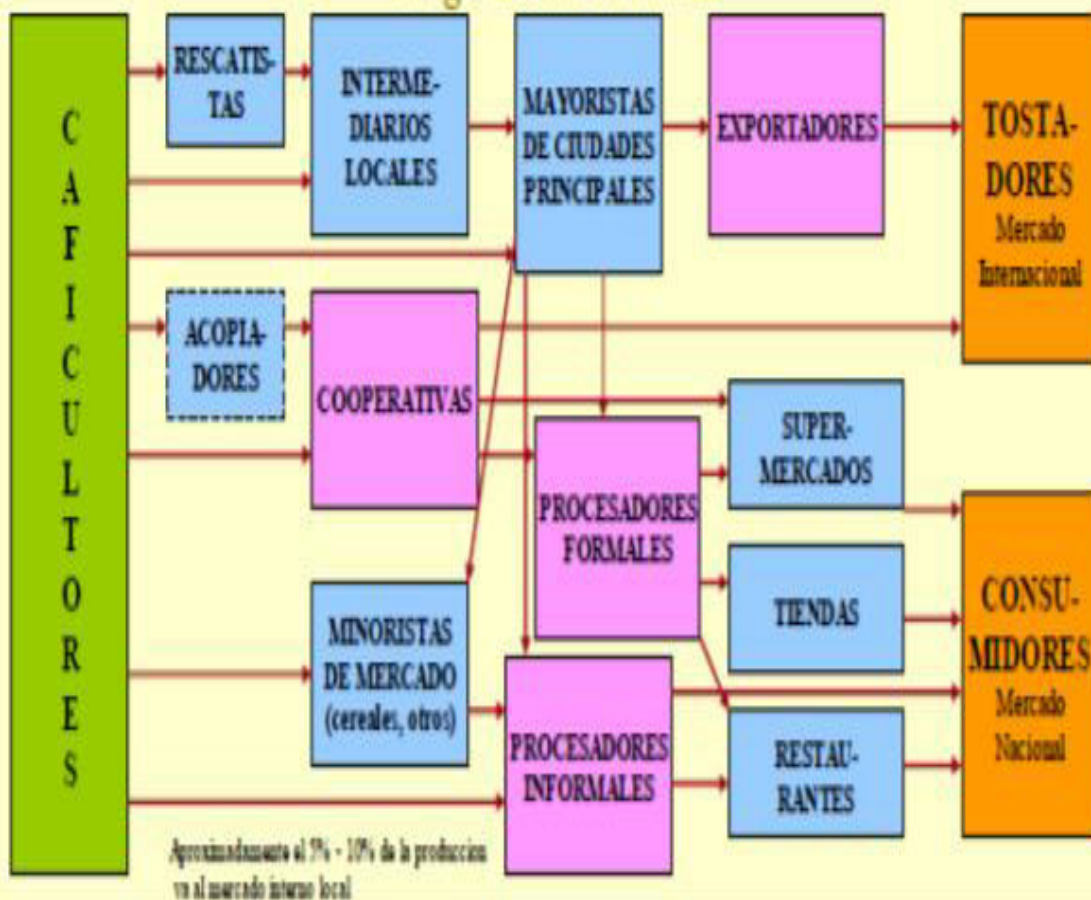 CAFICULTORES
RESCATIS-
TAS
INTERME-
DIARIOS
LOCALES
MAYORISTAS
DE CIUDADES
PRINCIPALES
EXPORTADORES
TOSTA-
DORES
Mercado
Internacional
ACOPIA-
DORES
COOPERATIVAS
SUPER-
MERCADOS
PROCESADORES
FORMALES
TIENDAS
CONSU-
MIDORES
Mercado
Nacional
MINORISTAS
DE MERCADO
(cereales, otros)
PROCESADORES
INFORMALES
RESTAU-
RANTES
Aproximadamente el 5% - 10% de la produccion
va al mercado interno local